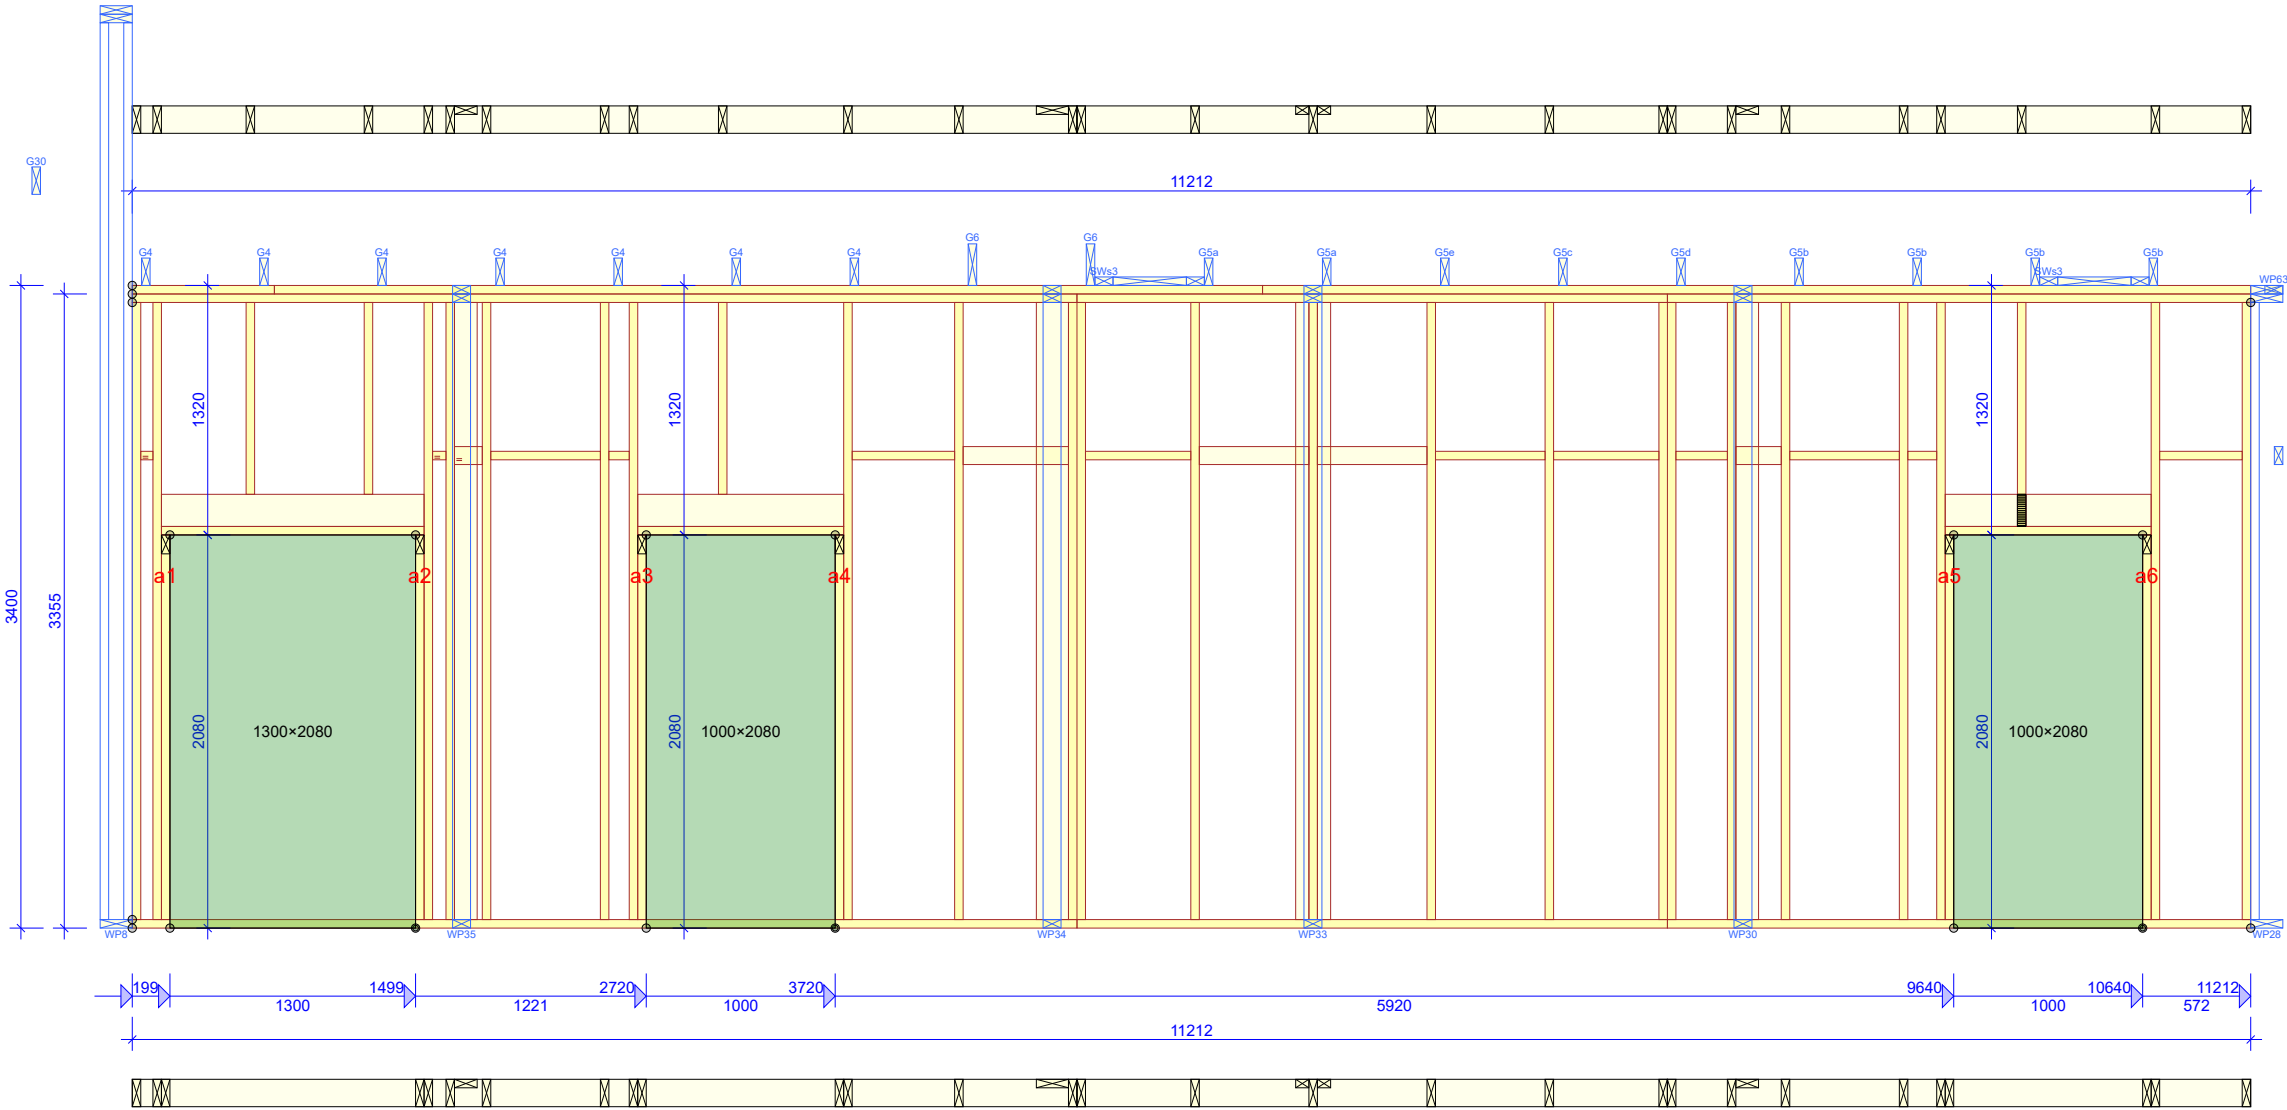 G30
11212
G4 G4 G4 G4 G4 G4 G4 G6 G6 G5a G5a G5e G5c G5d G5b G5b G5b G5b
SWs3 SWs3
WP63
1320 1320 1320
= = =
a1 a2 a3 a4 a5 a6
3400 3355
2080 1300×2080 2080 1000×2080 2080 1000×2080
WP8 WP35 WP34 WP33 WP30 WP28
199 1499 2720 3720 9640 10640 11212
1300 1221 1000 5920 1000 572
11212